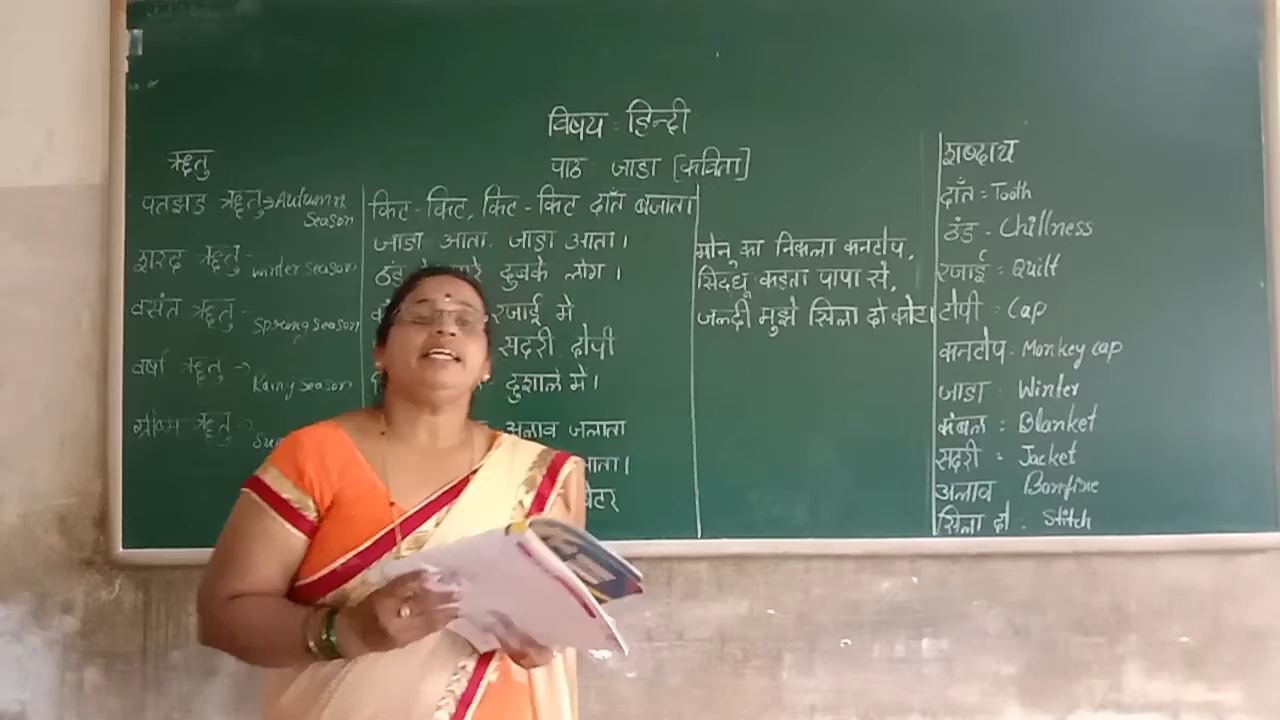 विषय : हिन्दी
पाठ जाडा [कविता]
ऋतु
पतझड ऋतु → Autumn
Season
शरद ऋतु -
winter season
वसंत ऋतु -
spring season
वर्षा ऋतु →
Rainy season
ग्रीष्म ऋतु -
किट - किट, किट - किट दाँत बजाता
जाडा आता जाड़ा आता।
ठंड के मारे दुबके लोग।
रजाई मे
सदरी टोपी
दुशाले मे।
अलाव जलाता
मोनू का निकला कनटोप,
सिद्धू कहता पापा से,
जल्दी मुझे सिला दो कोट।
शब्दार्थ
दाँत = Tooth
ठंड - Chillness
रजाई = Quilt
टोपी : Cap
कनटोप - Monkey cap
जाडा : Winter
कंबल : Blanket
सदरी : Jacket
अलाव Bonfire
सिला दो : Stitch